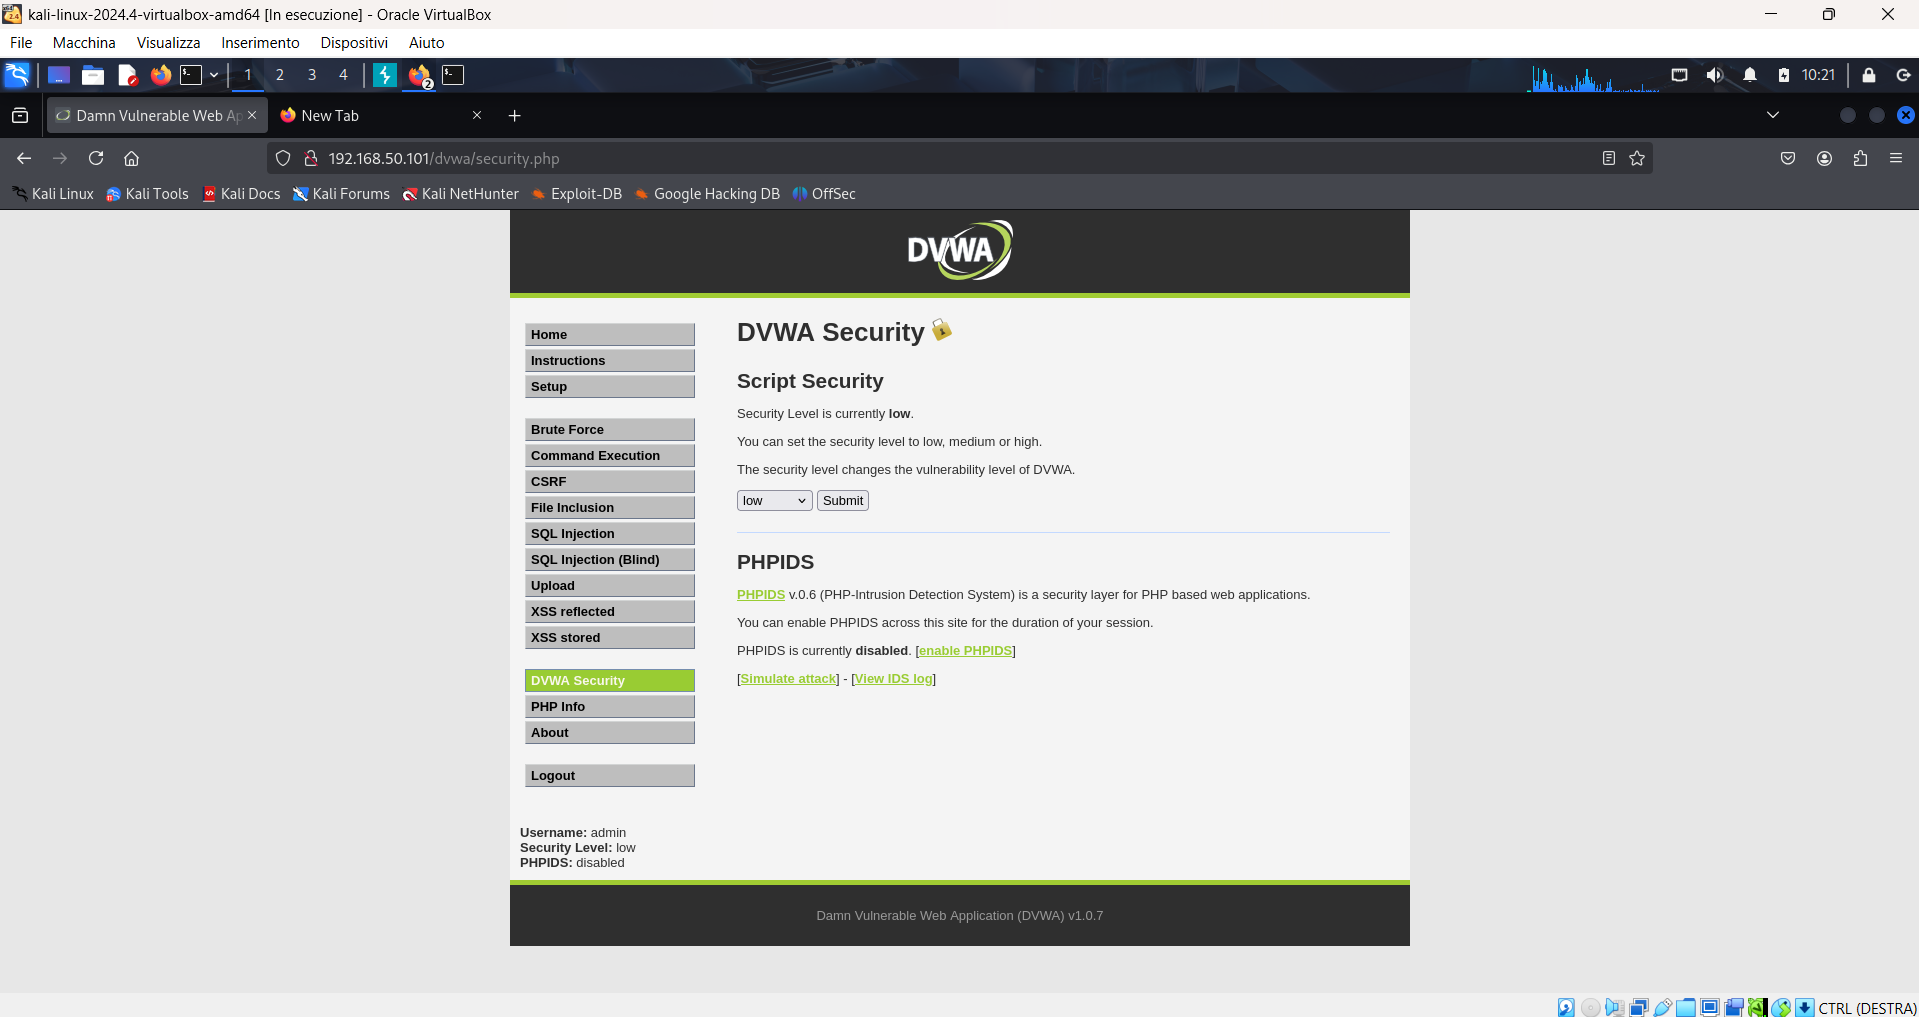 kali-linux-2024.4-virtualbox-amd64 [In esecuzione] - Oracle VirtualBox
File Macchina Visualizza Inserimento Dispositivi Aiuto
1 2 3 4 2 10:21
Damn Vulnerable Web Ap New Tab
192.168.50.101/dvwa/security.php
Kali Linux Kali Tools Kali Docs Kali Forums Kali NetHunter Exploit-DB Google Hacking DB OffSec
DVWA
Home
Instructions
Setup
Brute Force
Command Execution
CSRF
File Inclusion
SQL Injection
SQL Injection (Blind)
Upload
XSS reflected
XSS stored
DVWA Security
PHP Info
About
Logout
DVWA Security
Script Security
Security Level is currently low.
You can set the security level to low, medium or high.
The security level changes the vulnerability level of DVWA.
low Submit
PHPIDS
PHPIDS v.0.6 (PHP-Intrusion Detection System) is a security layer for PHP based web applications.
You can enable PHPIDS across this site for the duration of your session.
PHPIDS is currently disabled. [enable PHPIDS]
[Simulate attack] - [View IDS log]
Username: admin
Security Level: low
PHPIDS: disabled
Damn Vulnerable Web Application (DVWA) v1.0.7
CTRL (DESTRA)